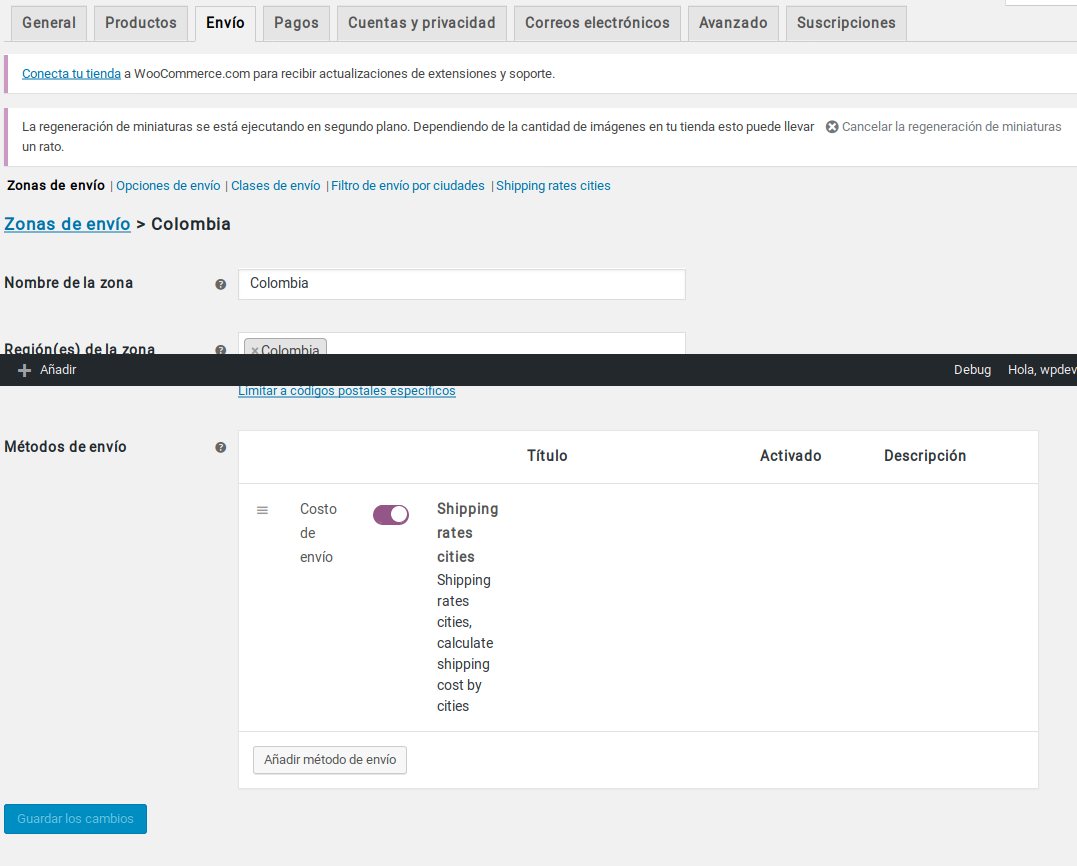 General Productos Envío Pagos Cuentas y privacidad Correos electrónicos Avanzado Suscripciones
Conecta tu tienda a WooCommerce.com para recibir actualizaciones de extensiones y soporte.
La regeneración de miniaturas se está ejecutando en segundo plano. Dependiendo de la cantidad de imágenes en tu tienda esto puede llevar Cancelar la regeneración de miniaturas
un rato.
Zonas de envío | Opciones de envío | Clases de envío | Filtro de envío por ciudades | Shipping rates cities
Zonas de envío > Colombia
Nombre de la zona ? Colombia
Región(es) de la zona ? ×Colombia
Añadir Debug Hola, wpdev
Limitar a códigos postales específicos
Métodos de envío ?
Título Activado Descripción
Costo
de
envío
Shipping
rates
cities
Shipping
rates
cities,
calculate
shipping
cost by
cities
Añadir método de envío
Guardar los cambios